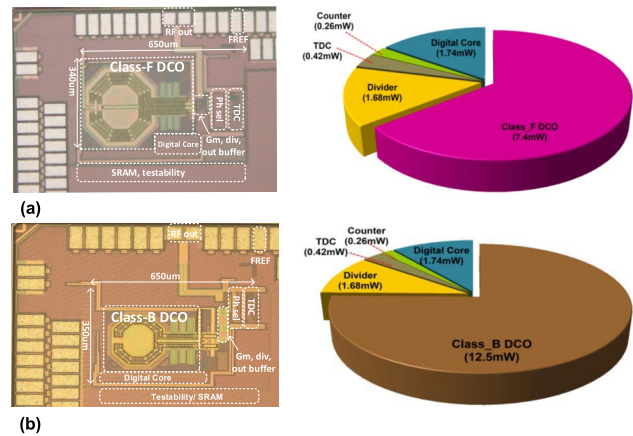 RF out
FREF
650um
Class-F DCO
340um
Ph sel
TDC
Digital Core
Gm, div,
out buffer
SRAM, testability
(a)
Counter
(0.26mW)
TDC
(0.42mW)
Digital Core
(1.74mW)
Divider
(1.68mW)
Class_F DCO
(7.4mW)
RF out
FREF
650um
Class-B DCO
350um
Ph sel
TDC
Gm, div,
out buffer
Digital Core
Testability/ SRAM
(b)
Counter
(0.26mW)
TDC
(0.42mW)
Digital Core
(1.74mW)
Divider
(1.68mW)
Class_B DCO
(12.5mW)